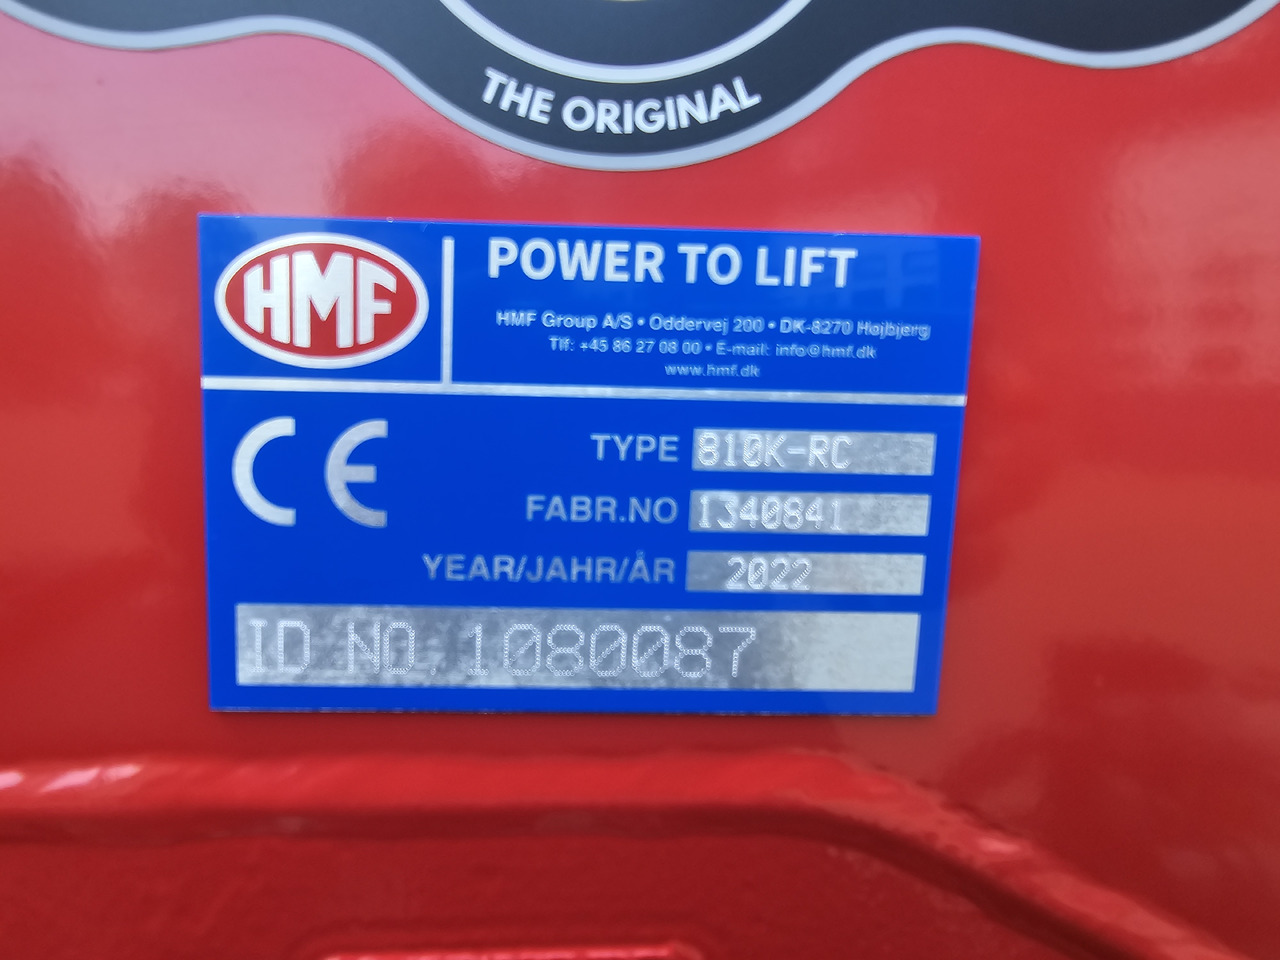 THE ORIGINAL
HMF
POWER TO LIFT
HMF Group A/S • Oddervej 200 • DK-8270 Højbjerg
Tlf: +45 86 27 08 00 • E-mail: info@hmf.dk
www.hmf.dk
CE
TYPE 810K-RC
FABR.NO 1340841
YEAR/JAHR/ÅR 2022
ID NO. 1080087